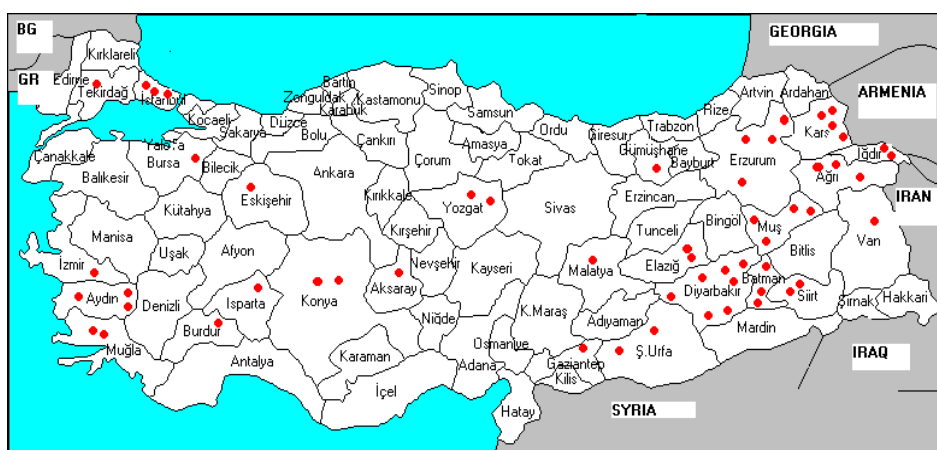 BG
GEORGIA
Kırklareli
Edirne
GR
Tekirdağ
İstanbul
Bartın
Zonguldak
Karabük
Kastamonu
Sinop
Samsun
Artvin
Ardahan
ARMENIA
Kocaeli
Sakarya
Düzce
Bolu
Çankırı
Çorum
Amasya
Tokat
Ordu
Giresun
Trabzon
Rize
Gümüşhane
Bayburt
Erzurum
Kars
Iğdır
Çanakkale
Balıkesir
Bursa
Bilecik
Eskişehir
Ankara
Kırıkkale
Yozgat
Sivas
Erzincan
Ağrı
IRAN
Kütahya
Manisa
Uşak
Afyon
Kırşehir
Nevşehir
Kayseri
Tunceli
Bingöl
Muş
Bitlis
Van
İzmir
Aydın
Denizli
Isparta
Konya
Aksaray
Niğde
Malatya
Elazığ
Diyarbakır
Batman
Siirt
Şırnak
Hakkari
Muğla
Burdur
Antalya
Karaman
İçel
K.Maraş
Osmaniye
Adana
Adıyaman
Gaziantep
Kilis
Ş.Urfa
Mardin
Hatay
SYRIA
IRAQ